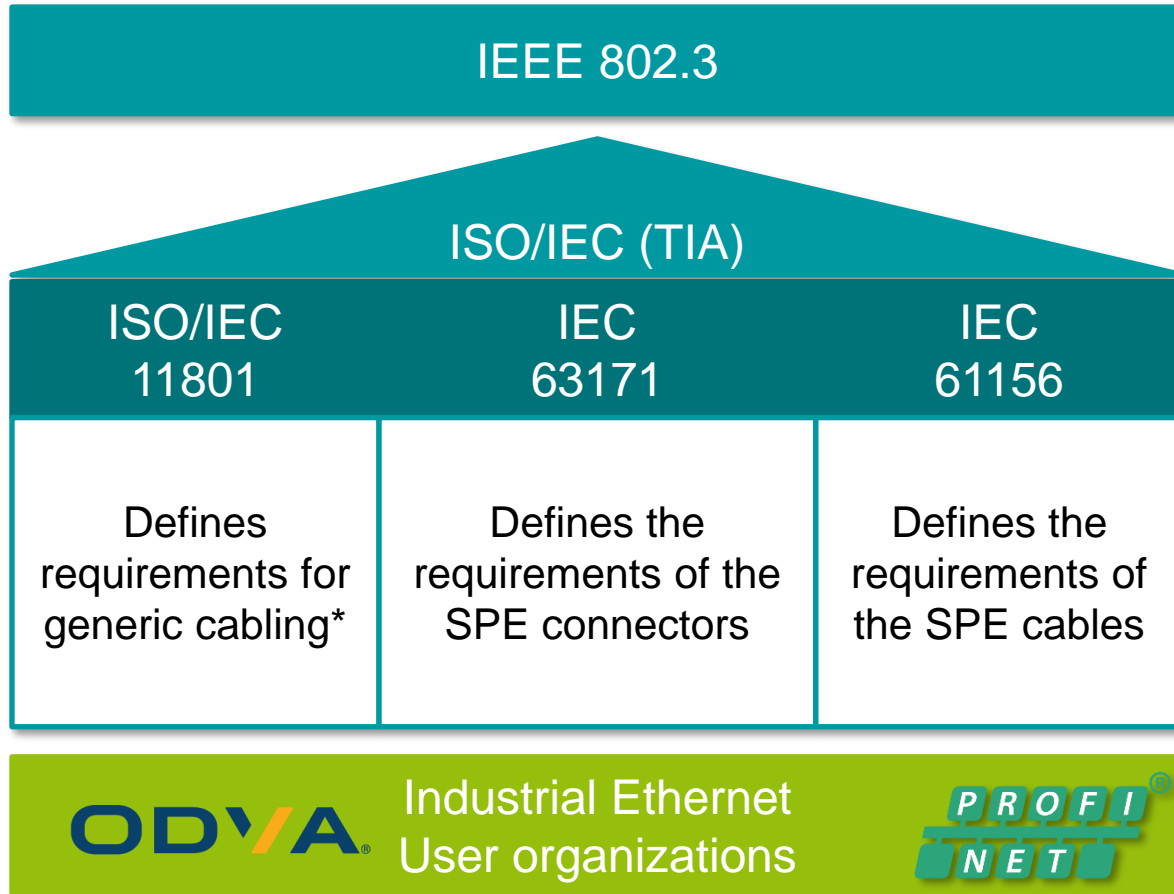 IEEE 802.3
ISO/IEC (TIA)
ISO/IEC
11801
IEC
63171
IEC
61156
Defines
requirements for
generic cabling*
Defines the
requirements of the
SPE connectors
Defines the
requirements of
the SPE cables
ODVA®
Industrial Ethernet
User organizations
PROFI®
NET